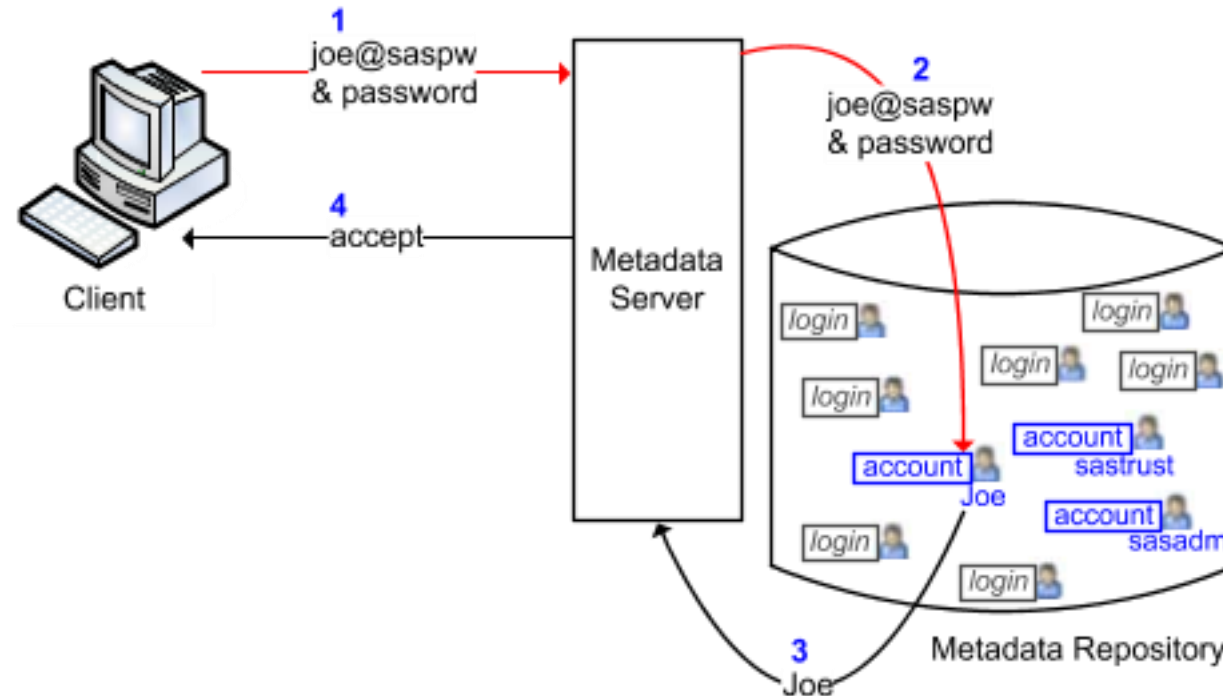 1
joe@saspw
& password
2
joe@saspw
& password
4
accept
Client
Metadata
Server
login
login
login
login
login
account
sastrust
account
Joe
account
sasadm
login
login
Metadata Repository
3
Joe